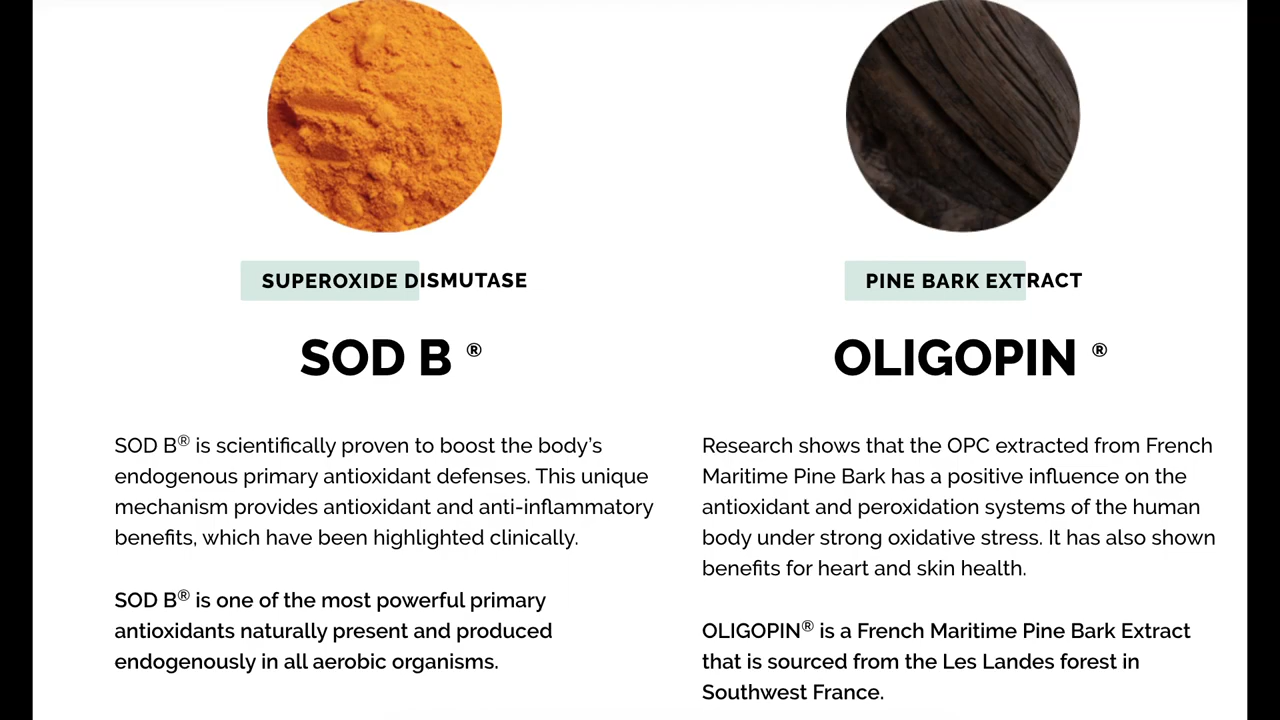 SUPEROXIDE DISMUTASE
SOD B ®
SOD B® is scientifically proven to boost the body’s
endogenous primary antioxidant defenses. This unique
mechanism provides antioxidant and anti-inflammatory
benefits, which have been highlighted clinically.
SOD B® is one of the most powerful primary
antioxidants naturally present and produced
endogenously in all aerobic organisms.
PINE BARK EXTRACT
OLIGOPIN ®
Research shows that the OPC extracted from French
Maritime Pine Bark has a positive influence on the
antioxidant and peroxidation systems of the human
body under strong oxidative stress. It has also shown
benefits for heart and skin health.
OLIGOPIN® is a French Maritime Pine Bark Extract
that is sourced from the Les Landes forest in
Southwest France.